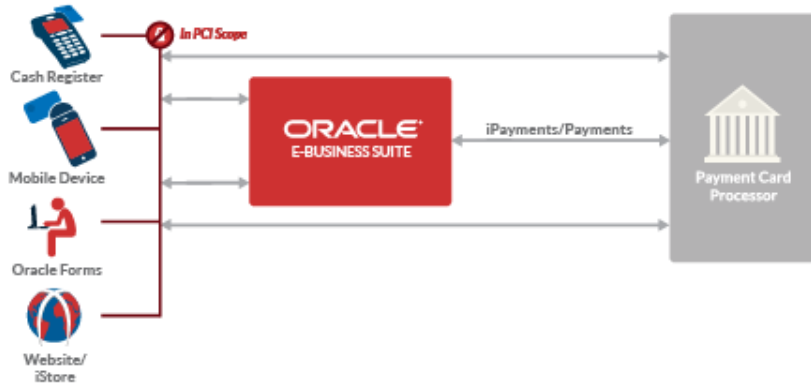 In PCI Scope
Cash Register
ORACLE
E-BUSINESS SUITE
iPayments/Payments
Mobile Device
Payment Card
Processor
Oracle Forms
Website/
iStore